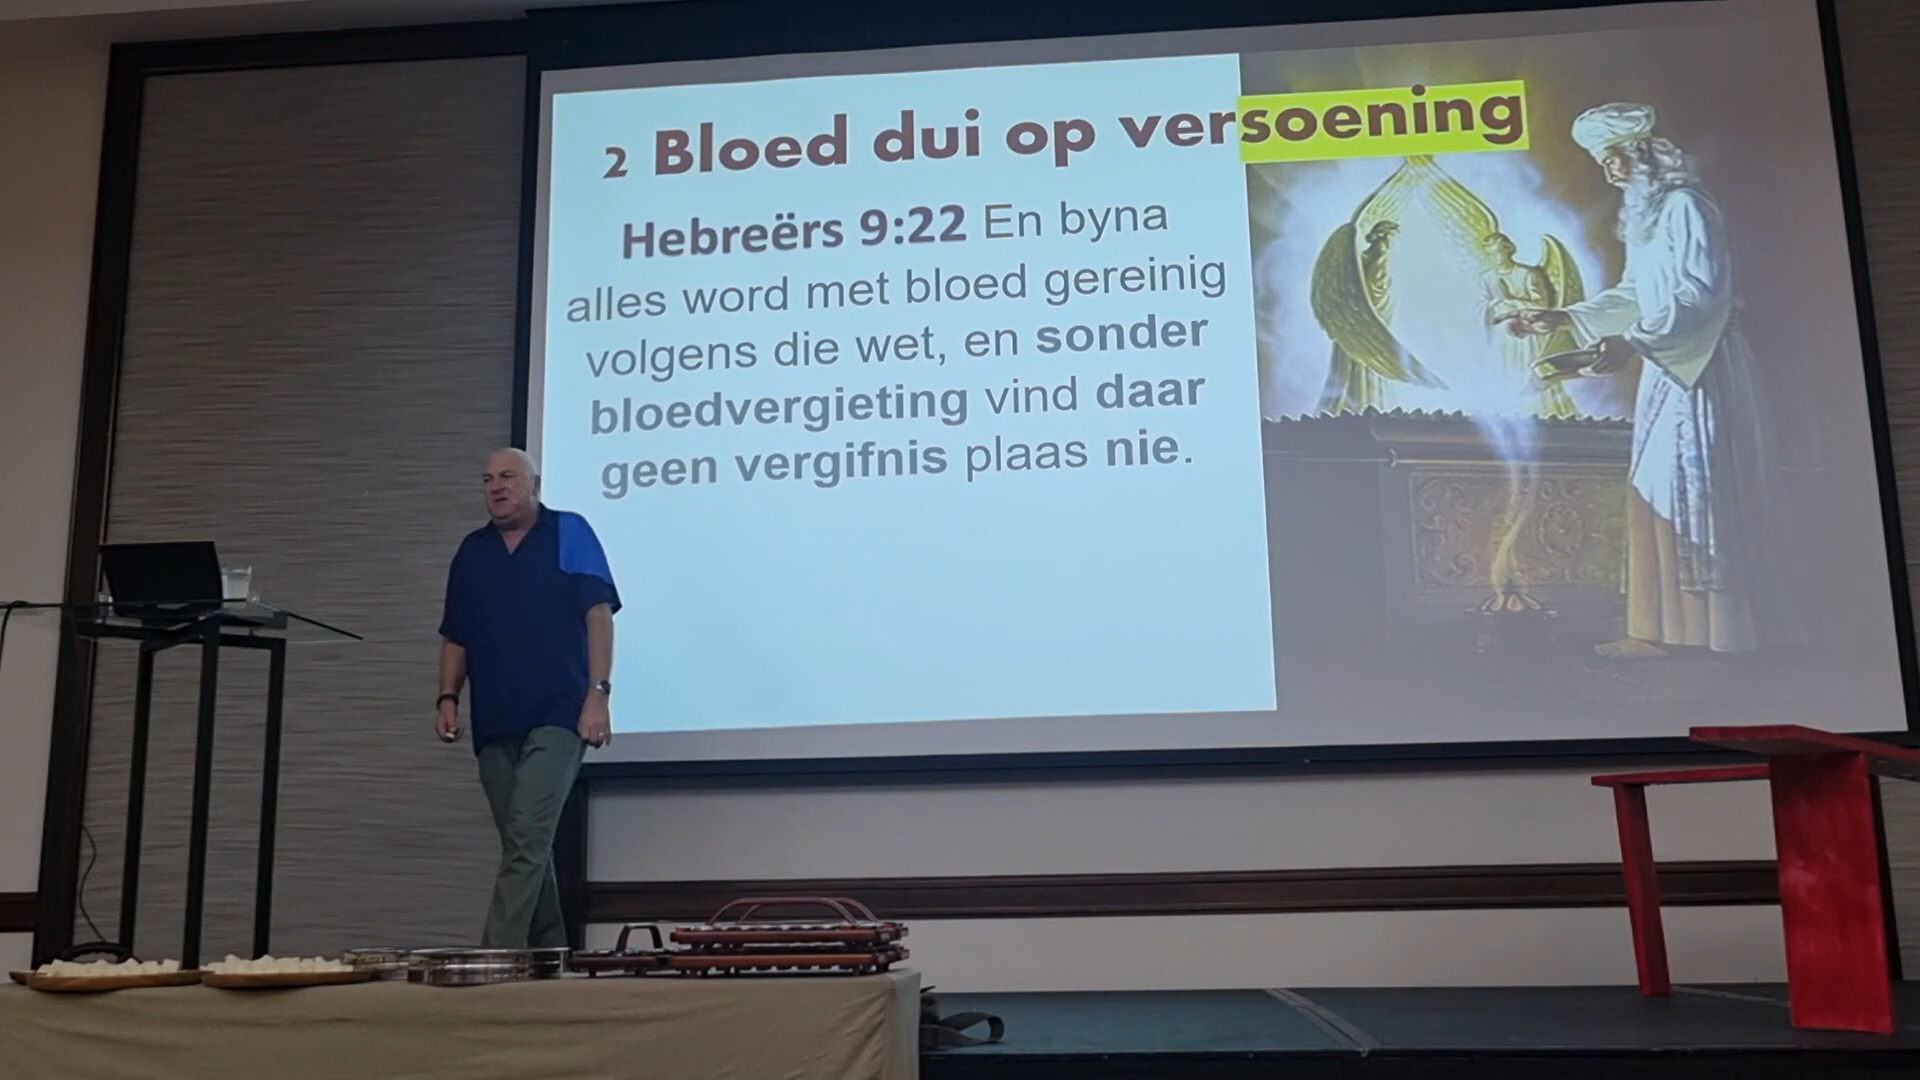 2 Bloed dui op versoening
Hebreërs 9:22 En byna
alles word met bloed gereinig
volgens die wet, en sonder
bloedvergieting vind daar
geen vergifnis plaas nie.